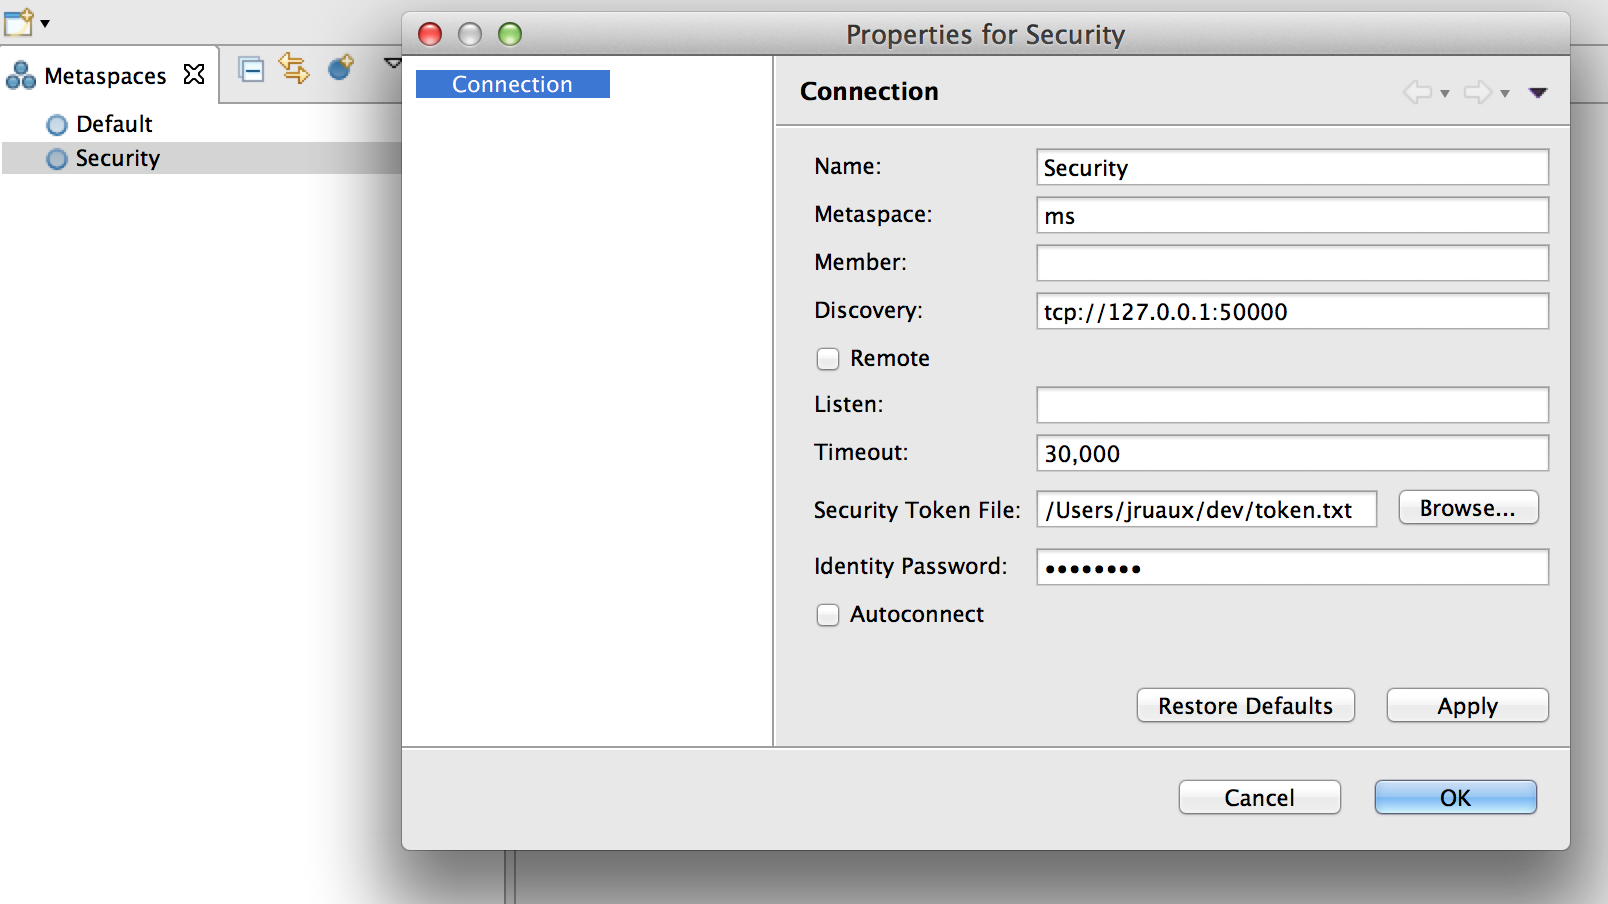 Properties for Security
Metaspaces
Default
Security
Connection
Connection
Name: Security
Metaspace: ms
Member:
Discovery: tcp://127.0.0.1:50000
Remote
Listen:
Timeout: 30,000
Security Token File: /Users/jruaux/dev/token.txt Browse...
Identity Password: ••••••••
Autoconnect
Restore Defaults Apply
Cancel OK